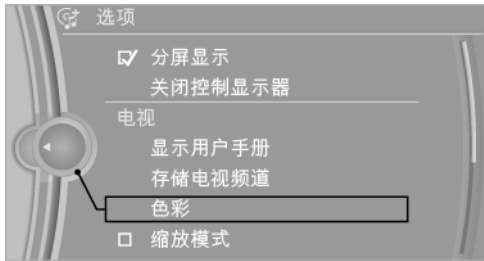 选项
分屏显示
关闭控制显示器
电视
显示用户手册
存储电视频道
色彩
缩放模式